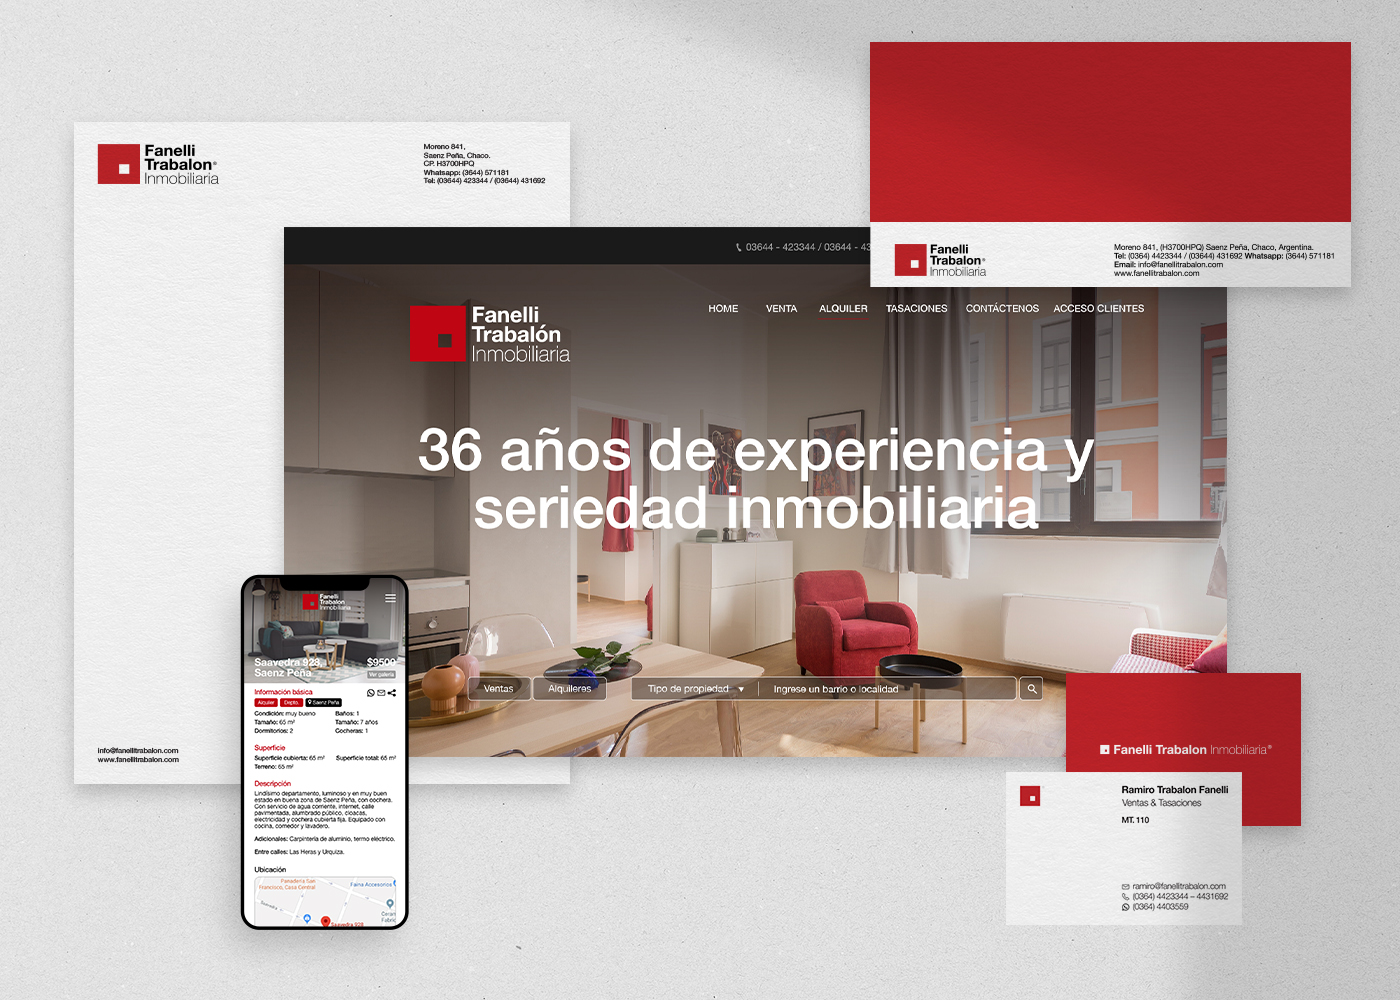 Fanelli
Trabalon®
Inmobiliaria
Moreno 841,
Saenz Peña, Chaco.
CP. H3700HPQ
Whatsapp: (3644) 571181
Tel: (03644) 423344 / (03644) 431692
info@fanellitrabalon.com
www.fanellitrabalon.com
Fanelli
Trabalon®
Inmobiliaria
Moreno 841, (H3700HPQ) Saenz Peña, Chaco, Argentina.
Tel: (0364) 4423344 / (03644) 431692 Whatsapp: (3644) 571181
Email: info@fanellitrabalon.com
www.fanellitrabalon.com
03644 - 423344 / 03644 - 43
Fanelli
Trabalón
Inmobiliaria
HOME VENTA ALQUILER TASACIONES CONTÁCTENOS ACCESO CLIENTES
36 años de experiencia y
seriedad inmobiliaria
Ventas Alquileres Tipo de propiedad Ingrese un barrio o localidad
Fanelli
Trabalon
Inmobiliaria
Saavedra 928, $9500
Saenz Peña Ver galería
Información básica
Alquiler Depto. Saenz Peña
Condición: muy bueno Baños: 1
Tamaño: 65 m² Tamaño: 7 años
Dormitorios: 2 Cocheras: 1
Superficie
Superficie cubierta: 65 m² Superficie total: 65 m²
Terreno: 65 m²
Descripción
Lindísimo departamento, luminoso y en muy buen
estado en buena zona de Saenz Peña, con cochera.
Con servicio de agua corriente, internet, calle
pavimentada, alumbrado público, cloacas,
electricidad y cochera cubierta fija. Equipado con
cocina, comedor y lavadero.
Adicionales: Carpintería de aluminio, termo eléctrico.
Entre calles: Las Heras y Urquiza.
Ubicación
Panadería San
Francisco, Casa Central
Faina Accesorios
Saavedra
Saavedra 928
Fanelli Trabalon Inmobiliaria®
Ramiro Trabalon Fanelli
Ventas & Tasaciones
MT. 110
ramiro@fanellitrabalon.com
(0364) 4423344 – 4431692
(0364) 4403559